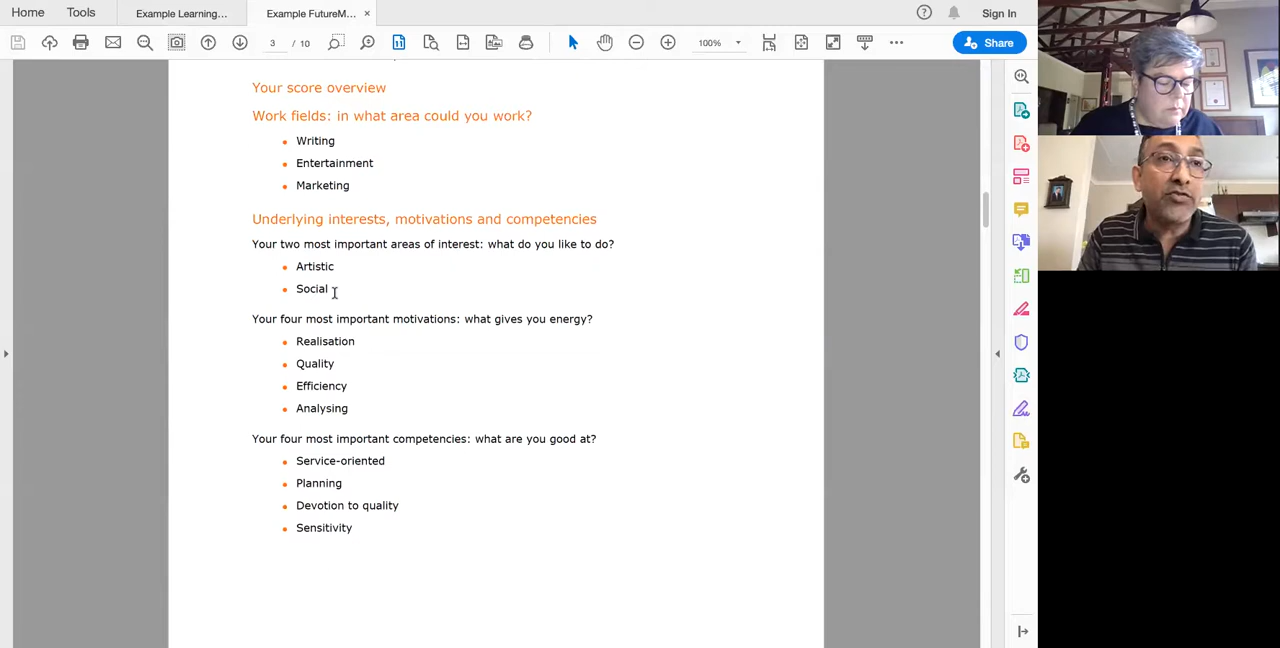 Home
Tools
Example Learning...
Example FutureM...
×
Sign In
3
/ 10
100%
Share
Your score overview
Work fields: in what area could you work?
Writing
Entertainment
Marketing
Underlying interests, motivations and competencies
Your two most important areas of interest: what do you like to do?
Artistic
Social
Your four most important motivations: what gives you energy?
Realisation
Quality
Efficiency
Analysing
Your four most important competencies: what are you good at?
Service-oriented
Planning
Devotion to quality
Sensitivity